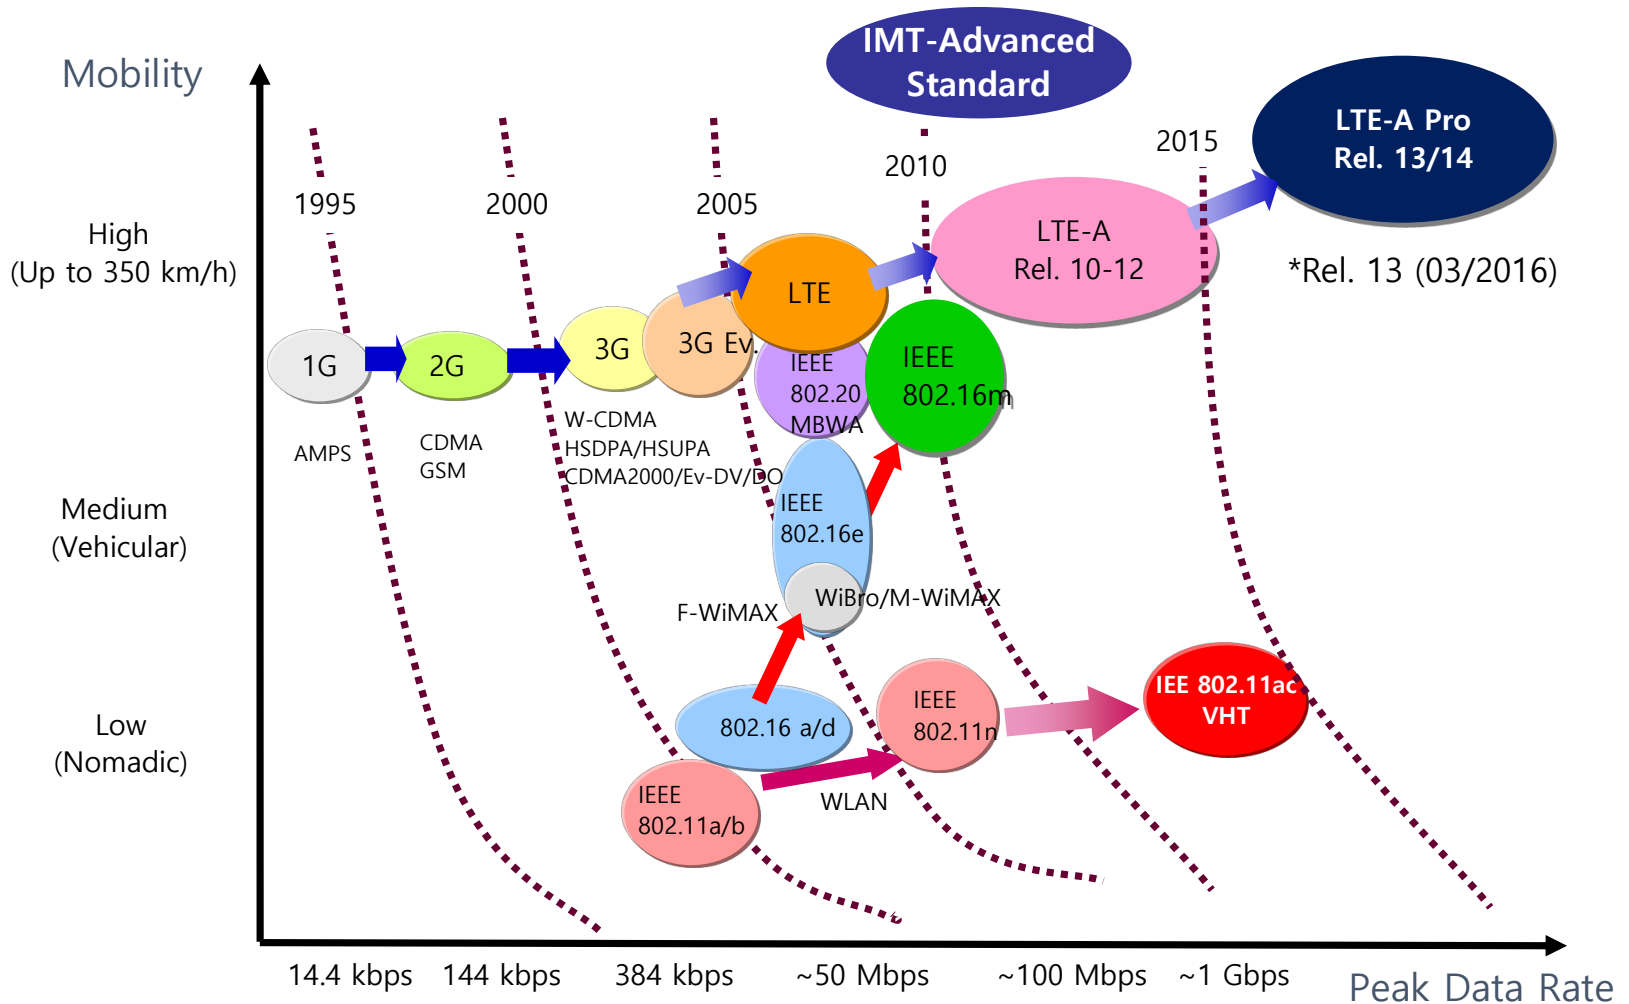 IMT-Advanced
Standard
Mobility
LTE-A Pro
Rel. 13/14
2015
2010
1995
2000
2005
High
(Up to 350 km/h)
LTE-A
Rel. 10-12
*Rel. 13 (03/2016)
LTE
1G
2G
3G
3G Ev.
IEEE
802.20
MBWA
IEEE
802.16m
AMPS
CDMA
GSM
W-CDMA
HSDPA/HSUPA
CDMA2000/Ev-DV/DO
Medium
(Vehicular)
IEEE
802.16e
F-WiMAX
WiBro/M-WiMAX
Low
(Nomadic)
802.16 a/d
IEEE
802.11n
IEE 802.11ac
VHT
IEEE
802.11a/b
WLAN
14.4 kbps
144 kbps
384 kbps
~50 Mbps
~100 Mbps
~1 Gbps
Peak Data Rate